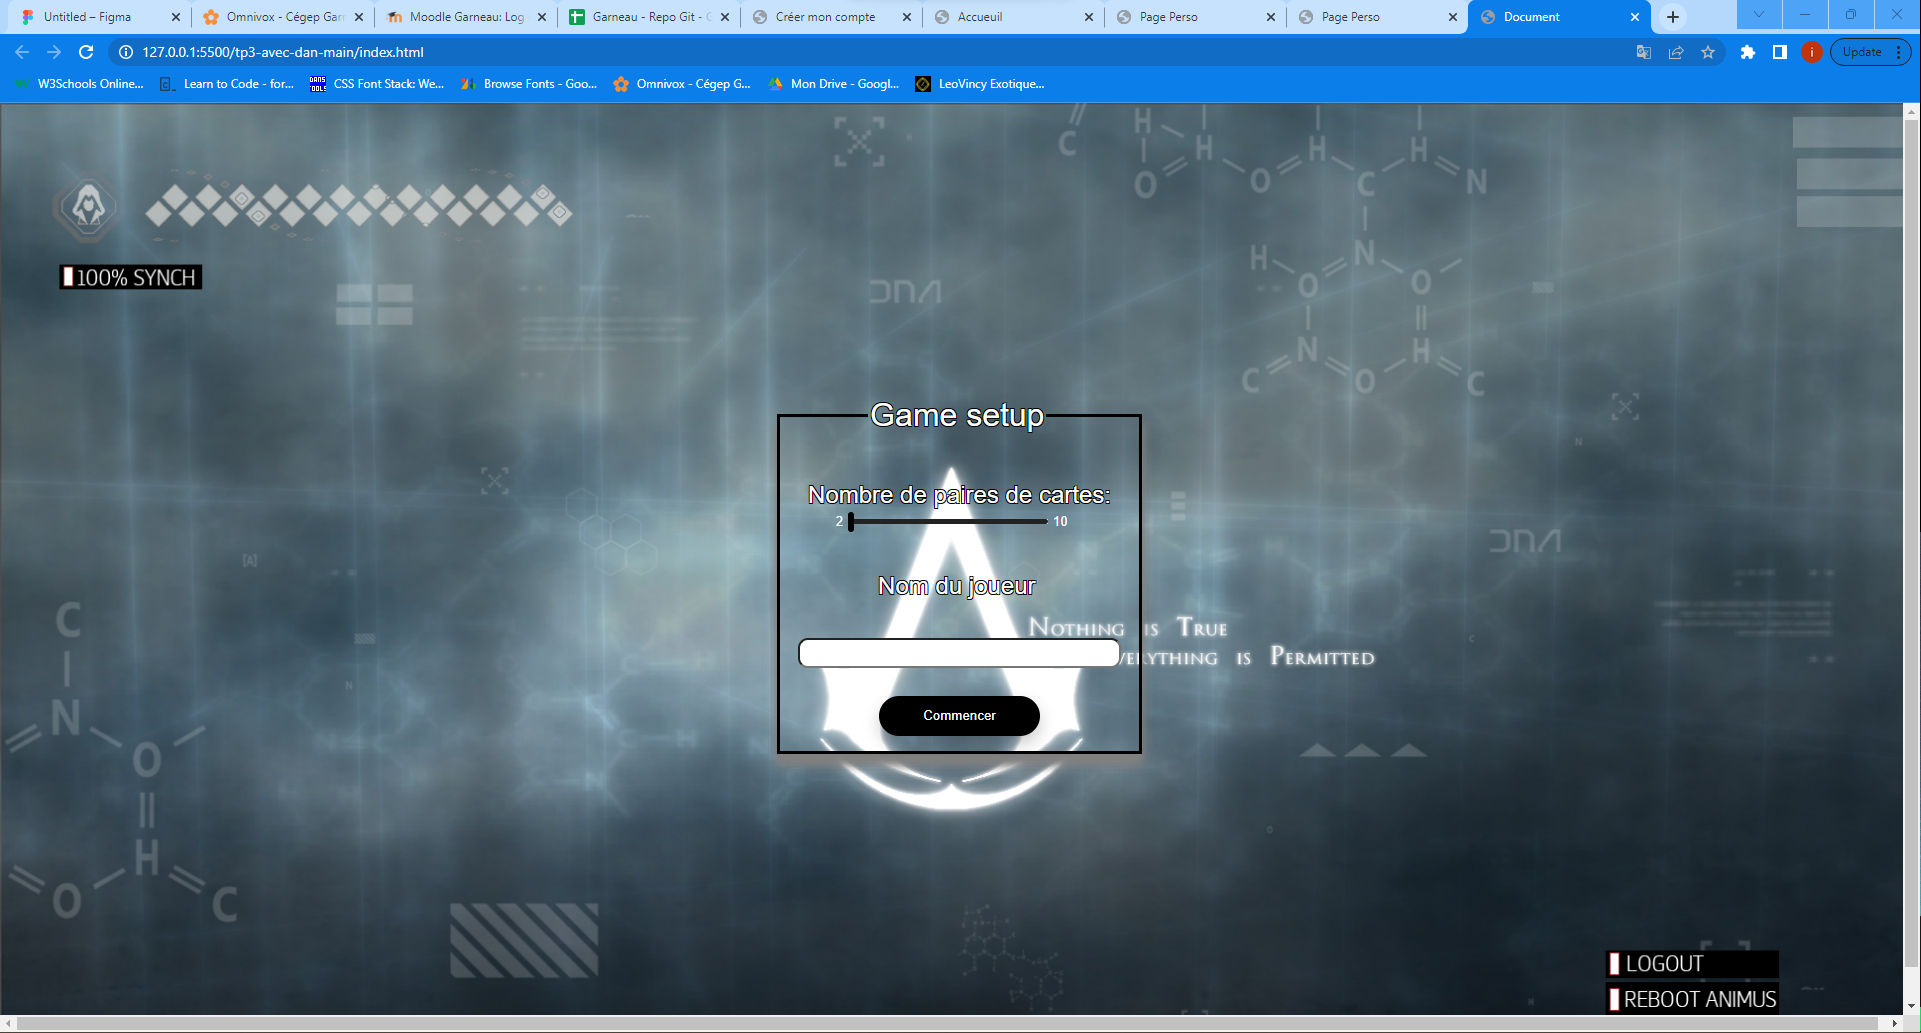 Untitled – Figma
Omnivox - Cégep Gar
Moodle Garneau: Log
Garneau - Repo Git - G
Créer mon compte
Accueuil
Page Perso
Page Perso
Document
127.0.0.1:5500/tp3-avec-dan-main/index.html
i
Update
W3Schools Online...
Learn to Code - for...
CSS Font Stack: We...
Browse Fonts - Goo...
Omnivox - Cégep G...
Mon Drive - Googl...
LeoVincy Exotique...
100% SYNCH
DNA
Game setup
Nombre de paires de cartes:
2
10
DNA
[A]
Nom du joueur
Nothing is True
verything is Permitted
Commencer
LOGOUT
REBOOT ANIMUS
H
C
H
H
H
O
O
C
N
H
N
O
O
N
H
C
O
C
C
N
O
H
O
C
N
N